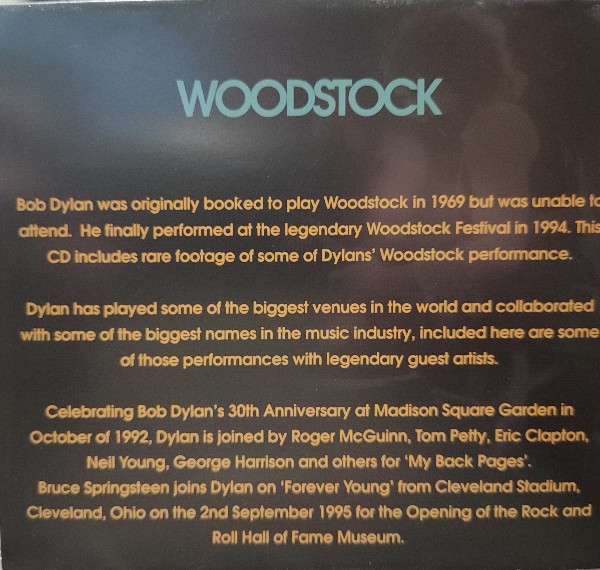 WOODSTOCK
Bob Dylan was originally booked to play Woodstock in 1969 but was unable to
attend. He finally performed at the legendary Woodstock Festival in 1994. This
CD includes rare footage of some of Dylans' Woodstock performance.
Dylan has played some of the biggest venues in the world and collaborated
with some of the biggest names in the music industry, included here are some
of those performances with legendary guest artists.
Celebrating Bob Dylan's 30th Anniversary at Madison Square Garden in
October of 1992, Dylan is joined by Roger McGuinn, Tom Petty, Eric Clapton,
Neil Young, George Harrison and others for 'My Back Pages'.
Bruce Springsteen joins Dylan on 'Forever Young' from Cleveland Stadium,
Cleveland, Ohio on the 2nd September 1995 for the Opening of the Rock and
Roll Hall of Fame Museum.